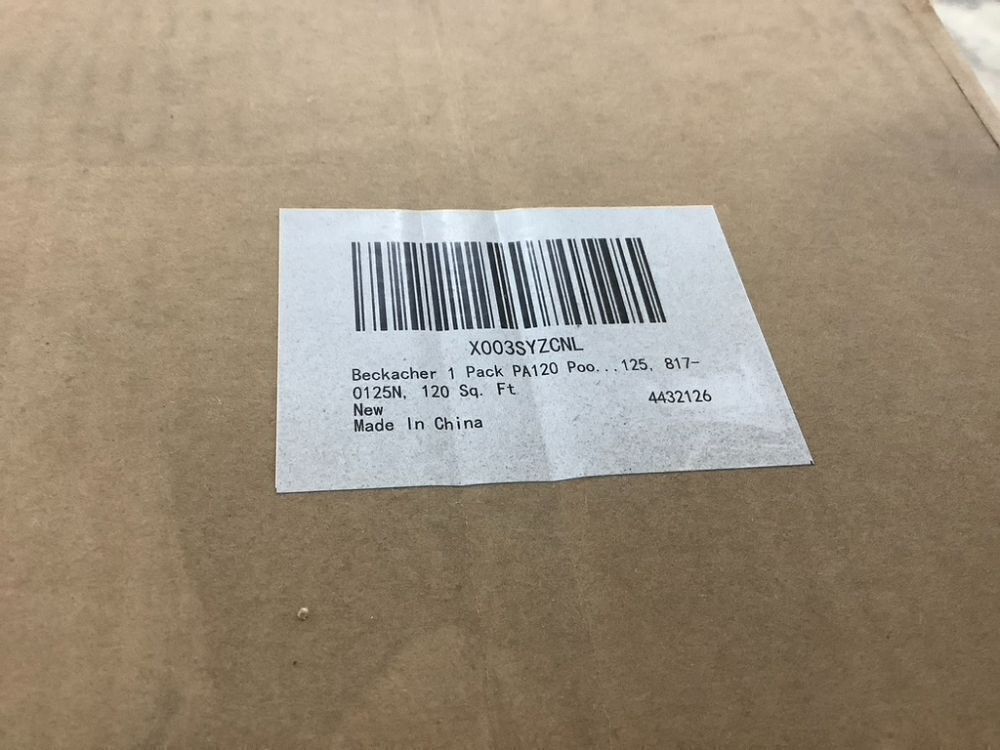 X003SYZCNL
Beckacher 1 Pack PA120 Poo...125, 817-
0125N, 120 Sq. Ft
4432126
New
Made In China